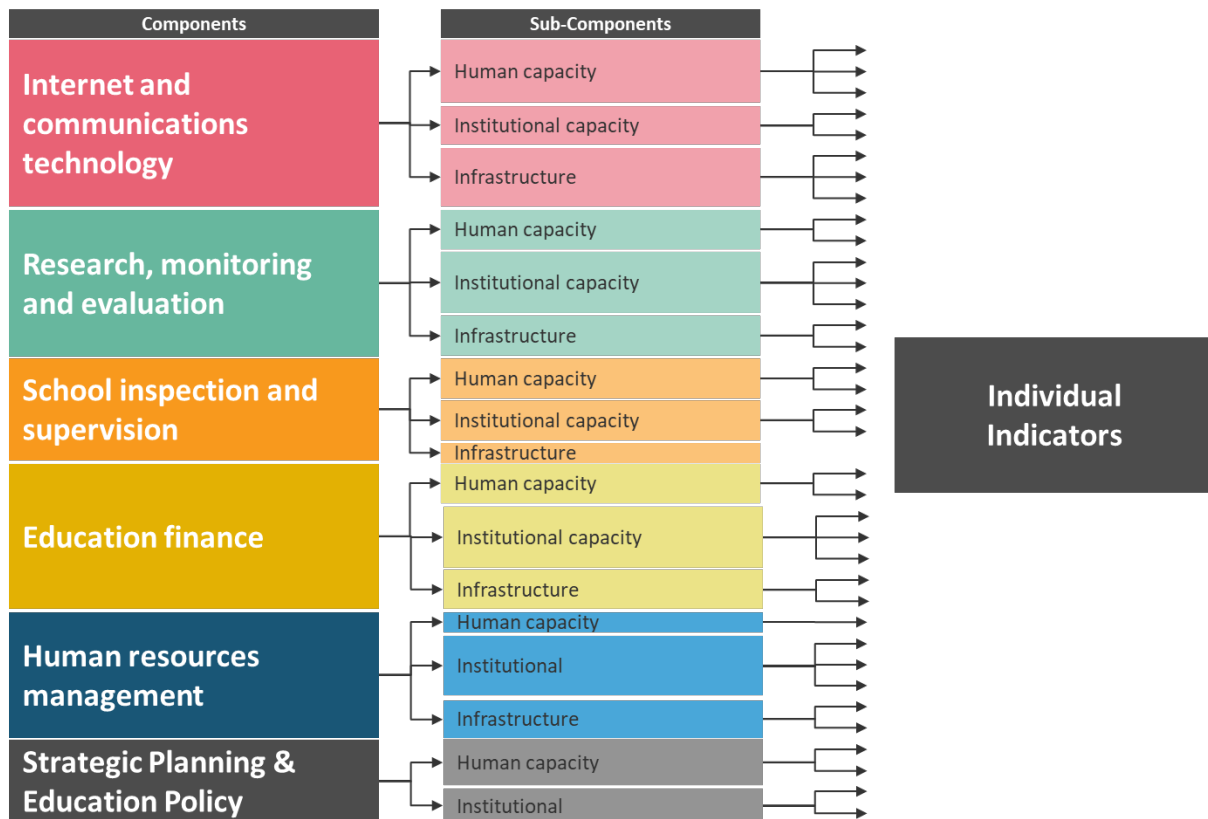 Components
Sub-Components
Internet and
communications
technology
Human capacity
Institutional capacity
Infrastructure
Research, monitoring
and evaluation
Human capacity
Institutional capacity
Infrastructure
School inspection and
supervision
Human capacity
Institutional capacity
Infrastructure
Education finance
Human capacity
Institutional capacity
Infrastructure
Human resources
management
Human capacity
Institutional
Infrastructure
Strategic Planning &
Education Policy
Human capacity
Institutional
Individual
Indicators